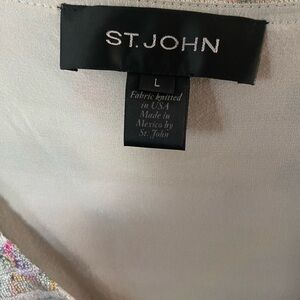 ST. JOHN
L
Fabric knitted
in USA
Made in
Mexico by
St. John